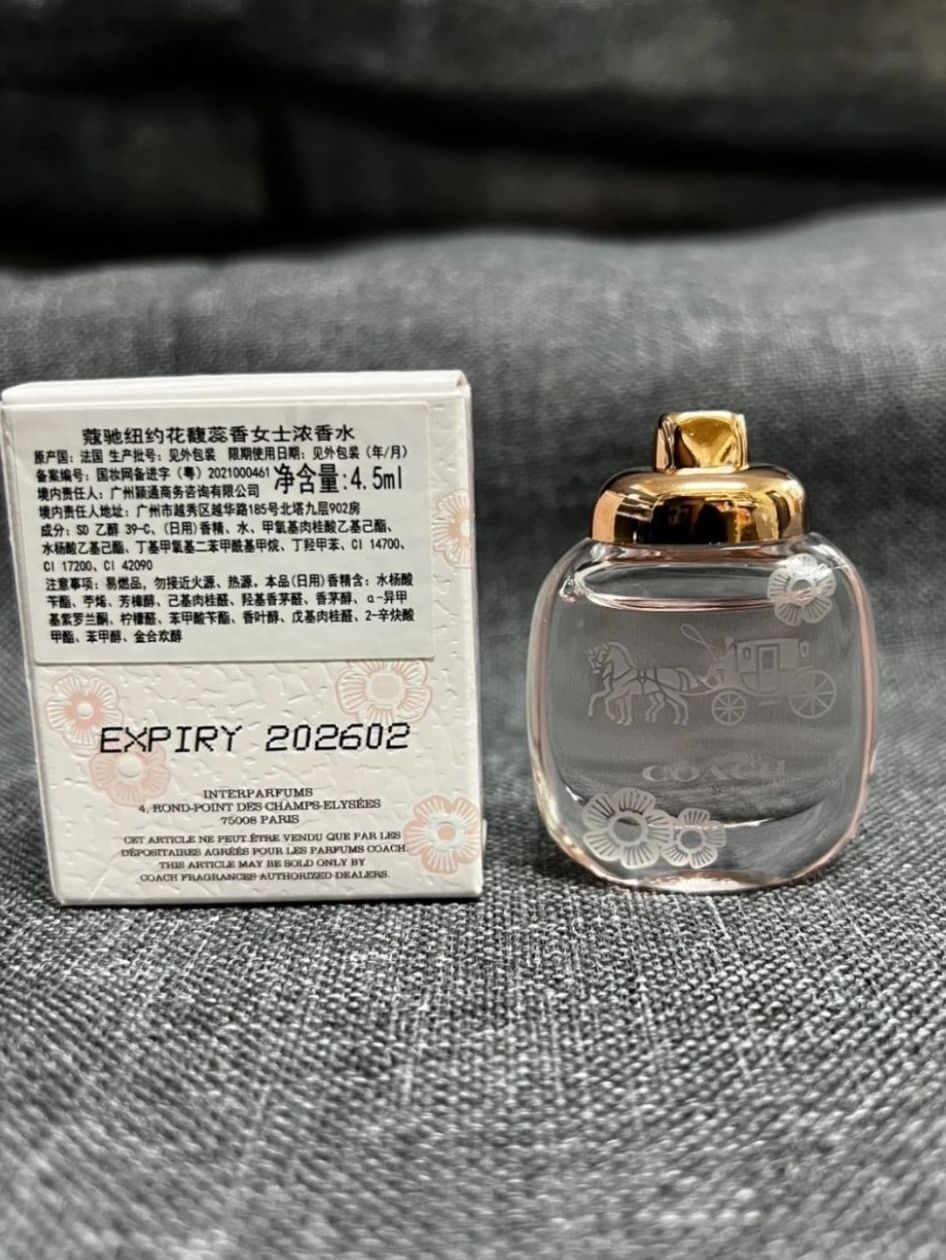 蔻驰纽约花馥蕊香女士浓香水
原产国：法国 生产批号：见外包装 限期使用日期：见外包装（年/月）
备案编号：国妆网备进字（粤）2021000461 净含量:4.5ml
境内责任人：广州颖通商务咨询有限公司
境内责任人地址：广州市越秀区越华路185号北塔九层902房
成分：SD 乙醇 39-C、(日用)香精、水、甲氧基肉桂酸乙基己酯、
水杨酸乙基己酯、丁基甲氧基二苯甲酰基甲烷、丁羟甲苯、CI 14700、
CI 17200、CI 42090
注意事项：易燃品，勿接近火源、热源。本品(日用)香精含：水杨酸
苄酯、苧烯、芳樟醇、己基肉桂醛、羟基香茅醛、香茅醇、α-异甲
基紫罗兰酮、柠檬醛、苯甲酸苄酯、香叶醇、戊基肉桂醛、2-辛炔酸
甲酯、苯甲醇、金合欢醇
EXPIRY 202602
INTERPARFUMS
4, ROND-POINT DES CHAMPS-ELYSÉES
75008 PARIS
CET ARTICLE NE PEUT ÊTRE VENDU QUE PAR LES
DÉPOSITAIRES AGRÉÉS POUR LES PARFUMS COACH.
THIS ARTICLE MAY BE SOLD ONLY BY
COACH FRAGRANCES AUTHORIZED DEALERS.
COACH